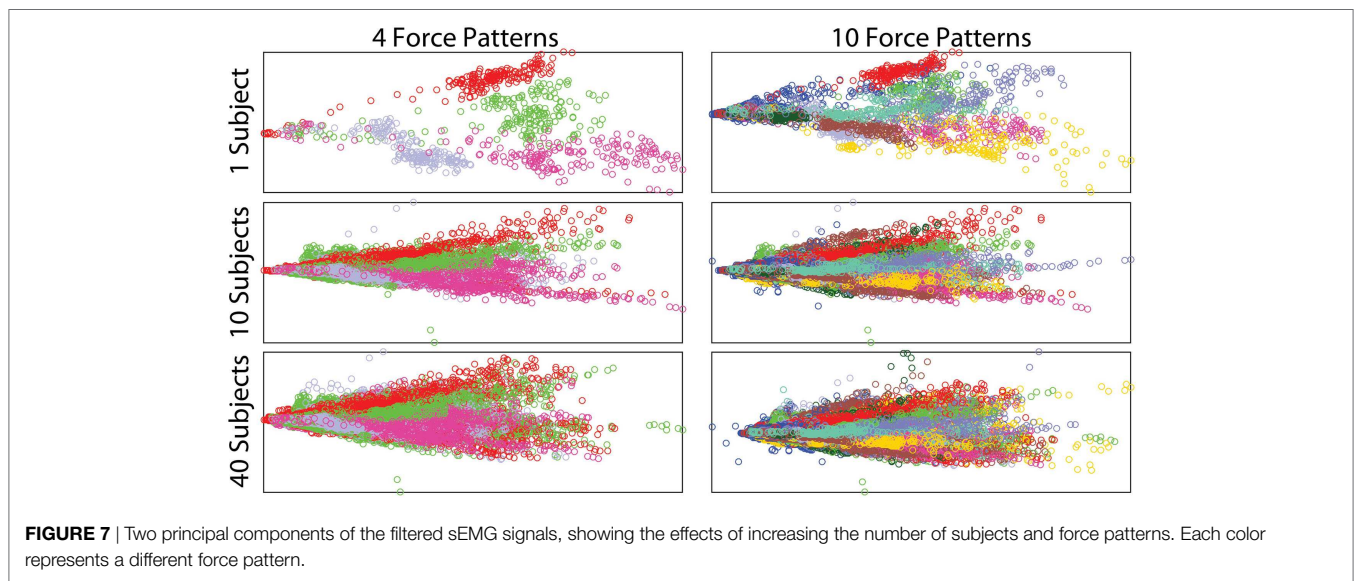 4 Force Patterns
10 Force Patterns
1 Subject
10 Subjects
40 Subjects
FIGURE 7 | Two principal components of the filtered sEMG signals, showing the effects of increasing the number of subjects and force patterns. Each color
represents a different force pattern.